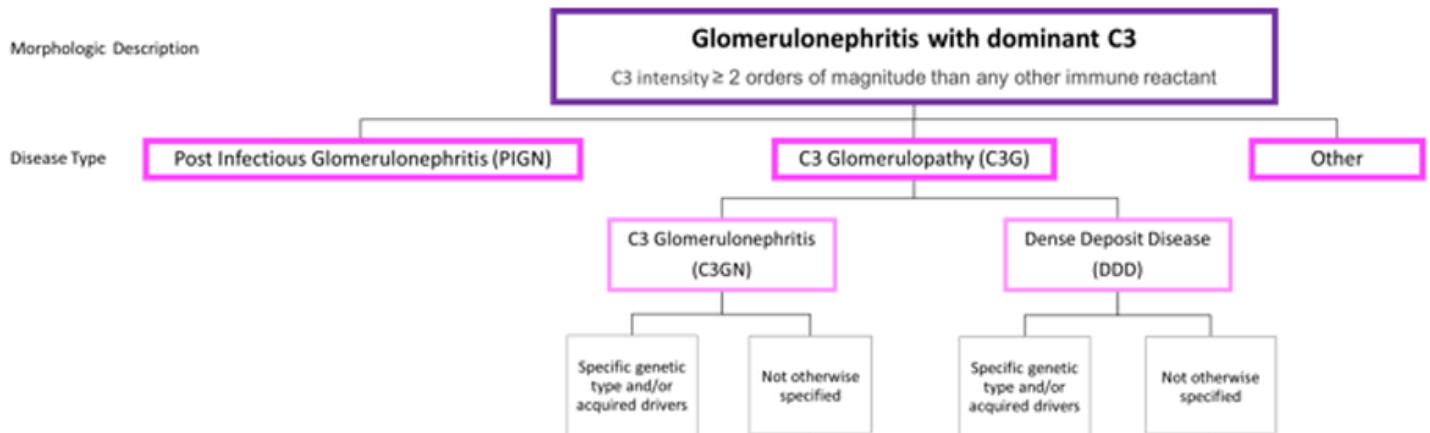 Morphologic Description
Glomerulonephritis with dominant C3
C3 intensity ≥ 2 orders of magnitude than any other immune reactant
Disease Type
Post Infectious Glomerulonephritis (PIGN)
C3 Glomerulopathy (C3G)
Other
C3 Glomerulonephritis
(C3GN)
Dense Deposit Disease
(DDD)
Specific genetic
type and/or
acquired drivers
Not otherwise
specified
Specific genetic
type and/or
acquired drivers
Not otherwise
specified